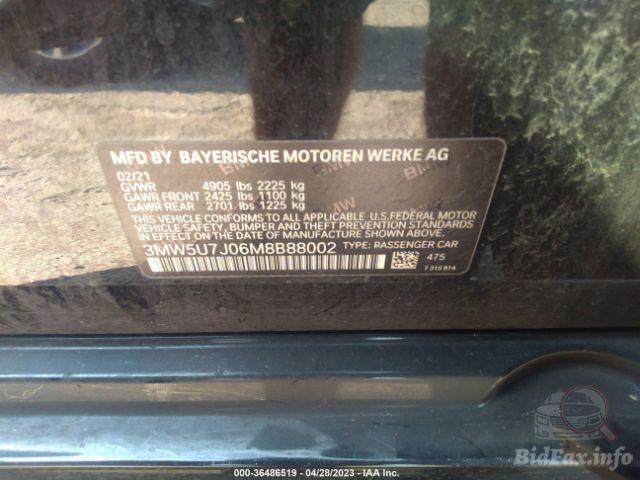 MFD BY BAYERISCHE MOTOREN WERKE AG
02/21
GVWR 4905 lbs 2225 kg
GAWR FRONT 2425 lbs 1100 kg
GAWR REAR 2701 lbs 1225 kg
THIS VEHICLE CONFORMS TO ALL APPLICABLE U.S. FEDERAL MOTOR
VEHICLE SAFETY, BUMPER AND THEFT PREVENTION STANDARDS
IN EFFECT ON THE DATE OF MANUFACTURE SHOWN ABOVE.
3MW5U7J06M8B88002 TYPE: PASSENGER CAR
475
7 315 814
BMW
BMW
BMW
000-36486519 - 04/28/2023 - IAA Inc.
BidFax.info